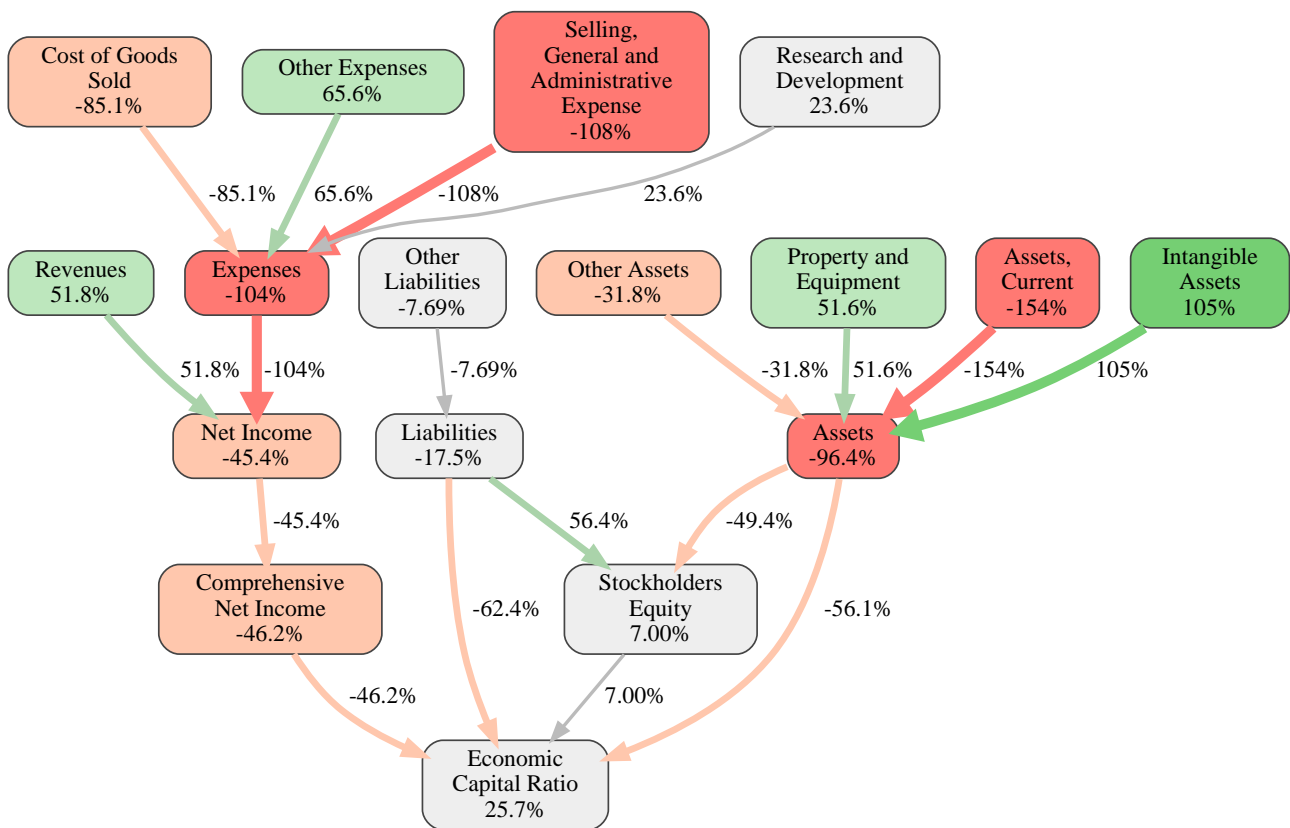 Cost of Goods
Sold
-85.1%
Other Expenses
65.6%
Selling,
General and
Administrative
Expense
-108%
Research and
Development
23.6%
-85.1%
65.6%
-108%
23.6%
Revenues
51.8%
Expenses
-104%
Other
Liabilities
-7.69%
Other Assets
-31.8%
Property and
Equipment
51.6%
Assets,
Current
-154%
Intangible
Assets
105%
51.8%
-104%
-7.69%
-31.8%
51.6%
-154%
105%
Net Income
-45.4%
Liabilities
-17.5%
Assets
-96.4%
-45.4%
56.4%
-49.4%
Comprehensive
Net Income
-46.2%
-62.4%
Stockholders
Equity
7.00%
-56.1%
-46.2%
7.00%
Economic
Capital Ratio
25.7%